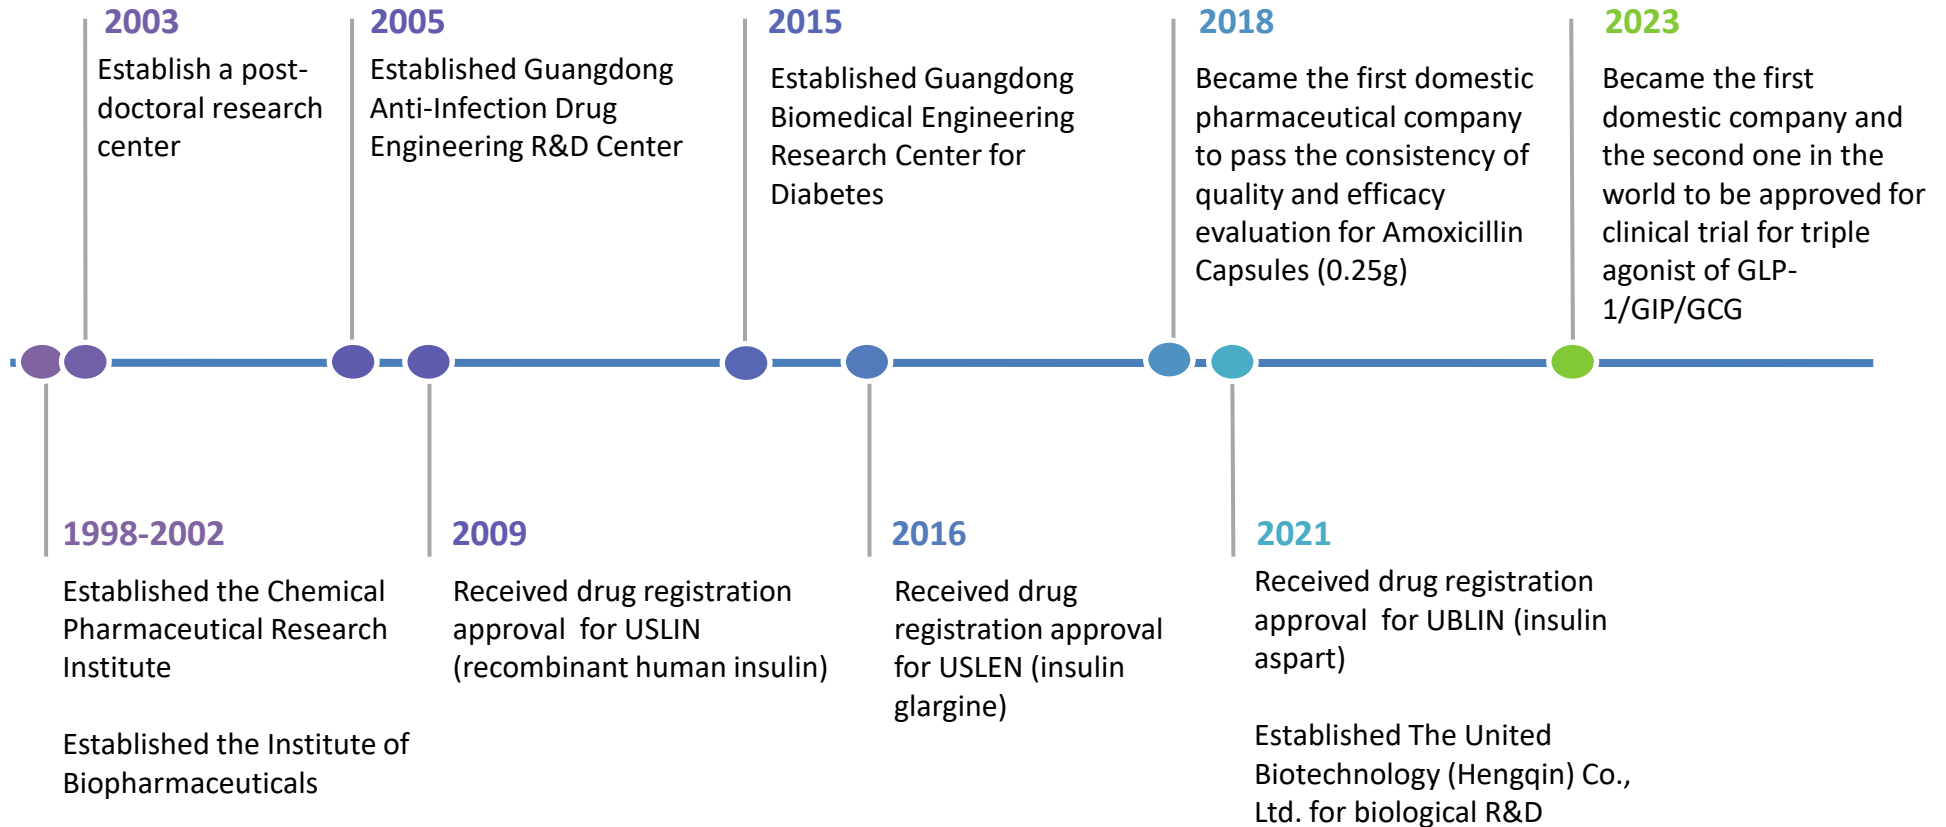 2003
Establish a post-
doctoral research
center
2005
Established Guangdong
Anti-Infection Drug
Engineering R&D Center
2015
Established Guangdong
Biomedical Engineering
Research Center for
Diabetes
2018
Became the first domestic
pharmaceutical company
to pass the consistency of
quality and efficacy
evaluation for Amoxicillin
Capsules (0.25g)
2023
Became the first
domestic company and
the second one in the
world to be approved for
clinical trial for triple
agonist of GLP-
1/GIP/GCG
1998-2002
Established the Chemical
Pharmaceutical Research
Institute
Established the Institute of
Biopharmaceuticals
2009
Received drug registration
approval for USLIN
(recombinant human insulin)
2016
Received drug
registration approval
for USLEN (insulin
glargine)
2021
Received drug registration
approval for UBLIN (insulin
aspart)
Established The United
Biotechnology (Hengqin) Co.,
Ltd. for biological R&D